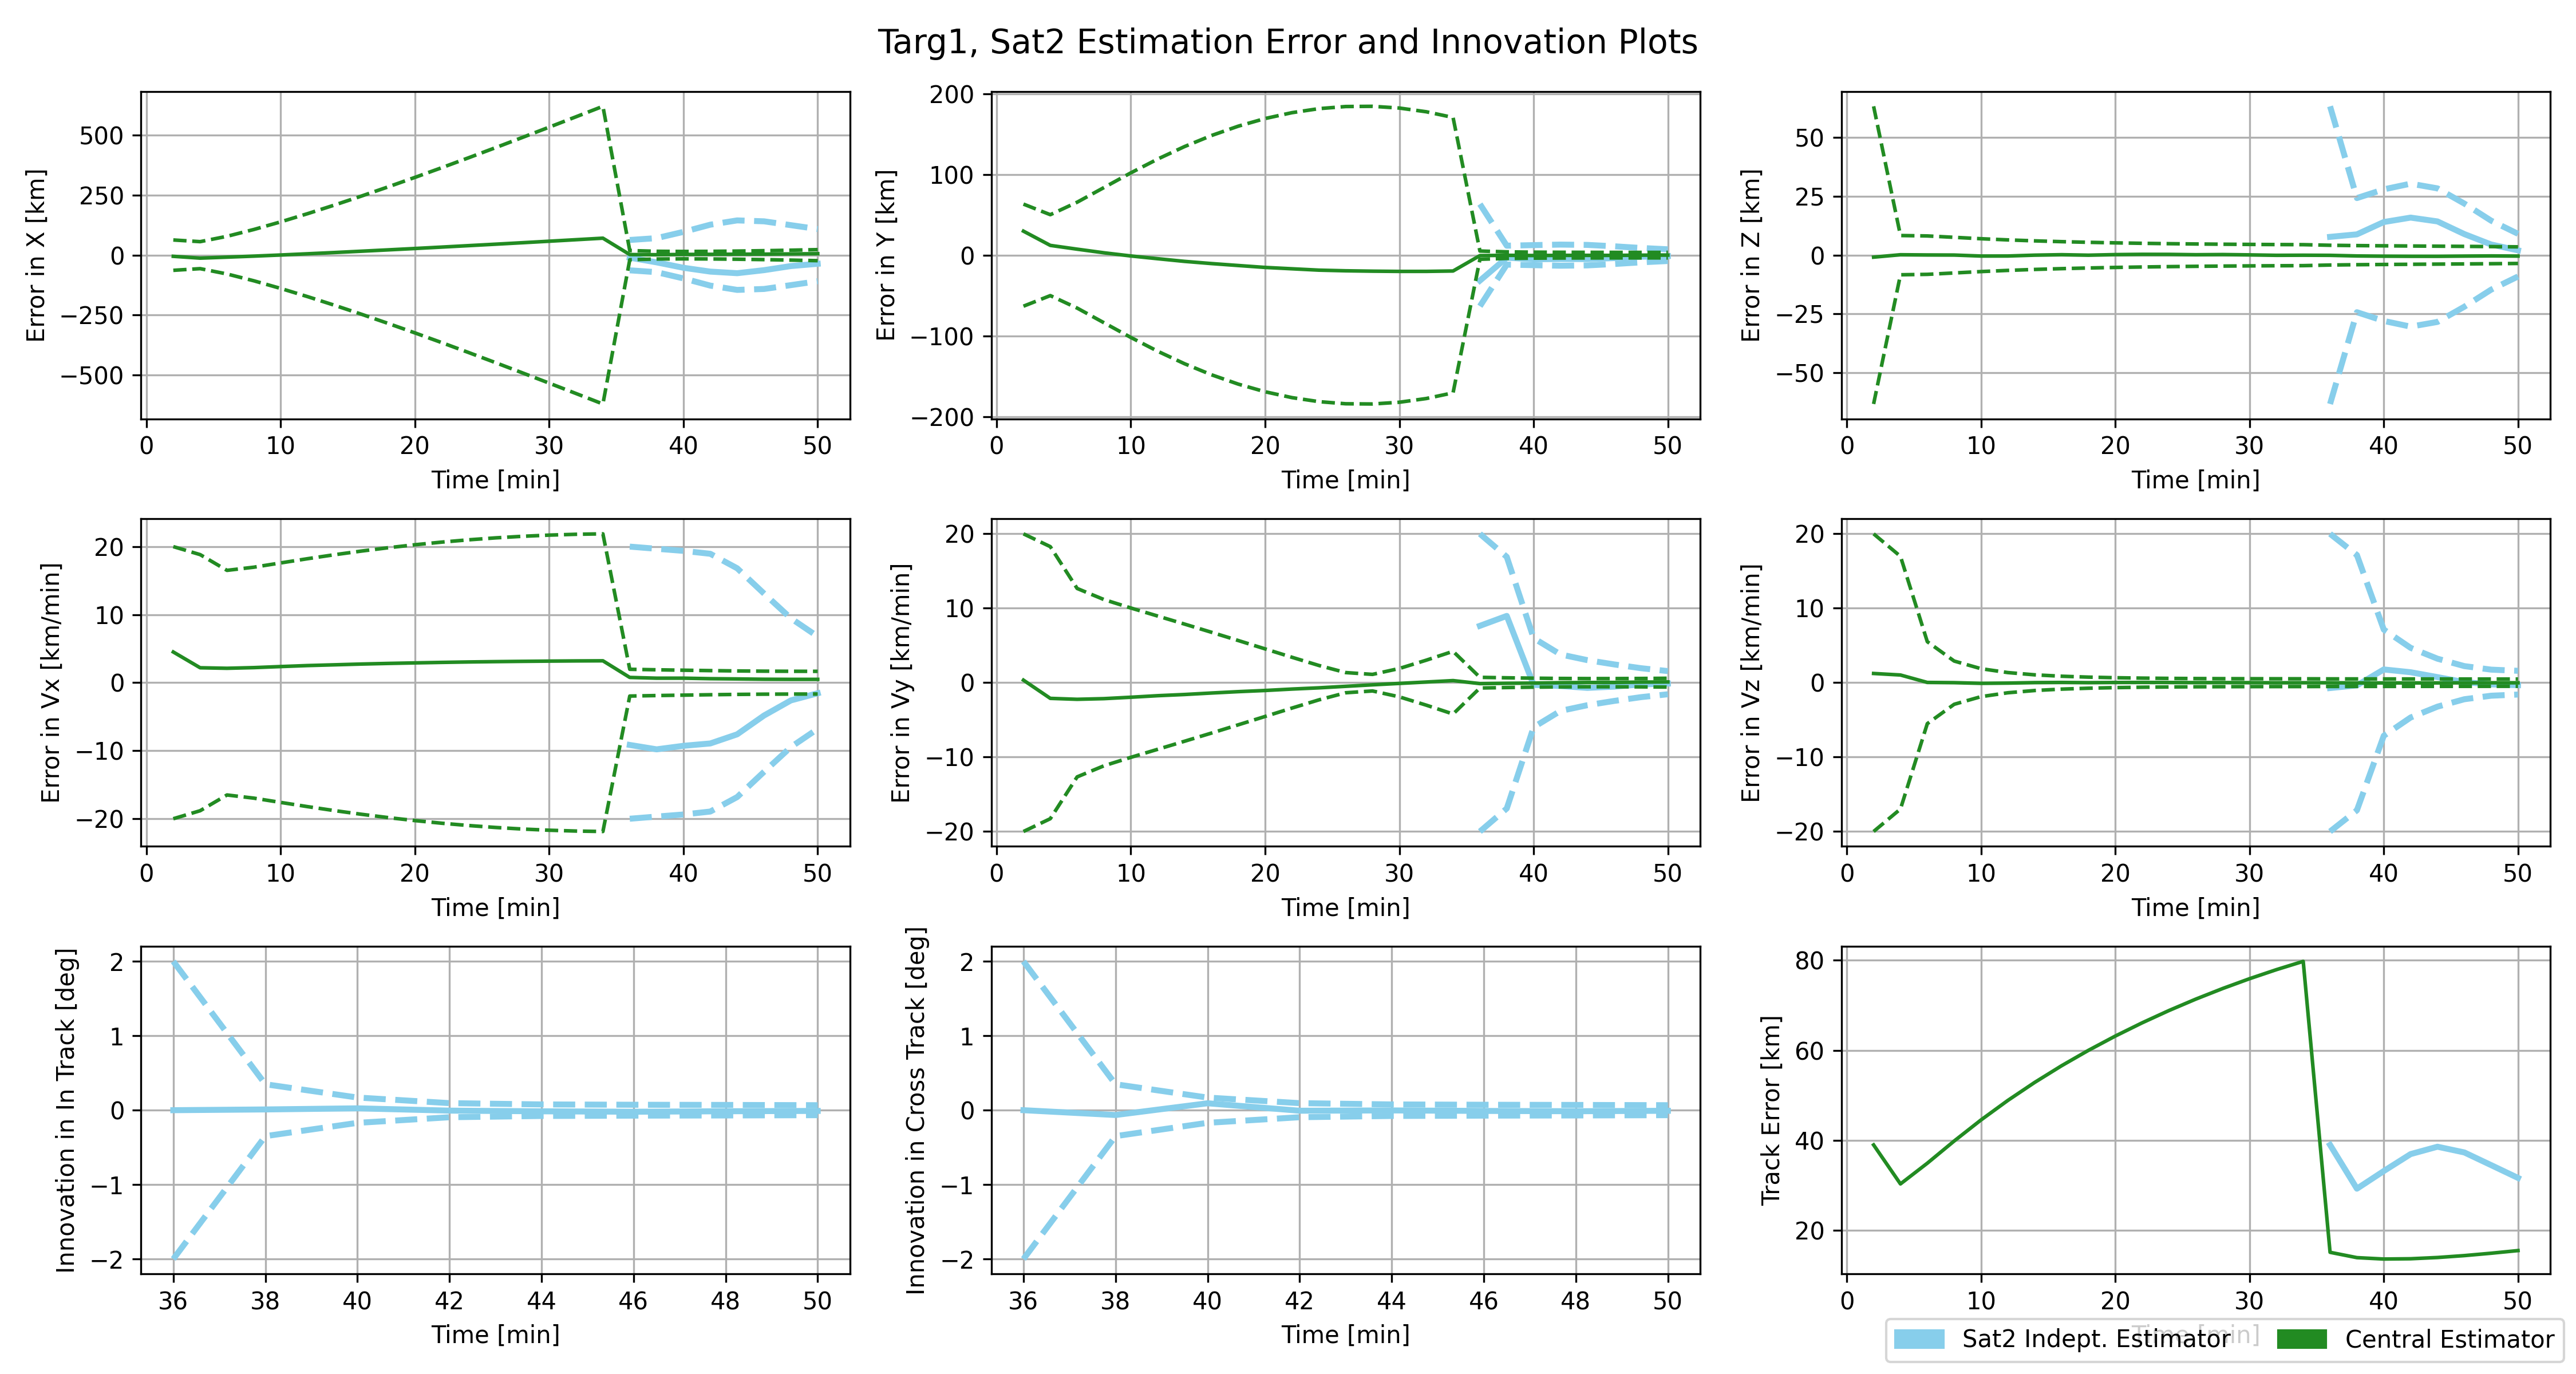 Targ1, Sat2 Estimation Error and Innovation Plots
Error in X [km]
500
250
0
−250
−500
0 10 20 30 40 50
Time [min]
Error in Y [km]
200
100
0
−100
−200
0 10 20 30 40 50
Time [min]
Error in Z [km]
50
25
0
−25
−50
0 10 20 30 40 50
Time [min]
Error in Vx [km/min]
20
10
0
−10
−20
0 10 20 30 40 50
Time [min]
Error in Vy [km/min]
20
10
0
−10
−20
0 10 20 30 40 50
Time [min]
Error in Vz [km/min]
20
10
0
−10
−20
0 10 20 30 40 50
Time [min]
Innovation in In Track [deg]
2
1
0
−1
−2
36 38 40 42 44 46 48 50
Time [min]
Innovation in Cross Track [deg]
2
1
0
−1
−2
36 38 40 42 44 46 48 50
Time [min]
Track Error [km]
80
60
40
20
0 10 20 30 40 50
Time [min]
Sat2 Indept. Estimator
Central Estimator